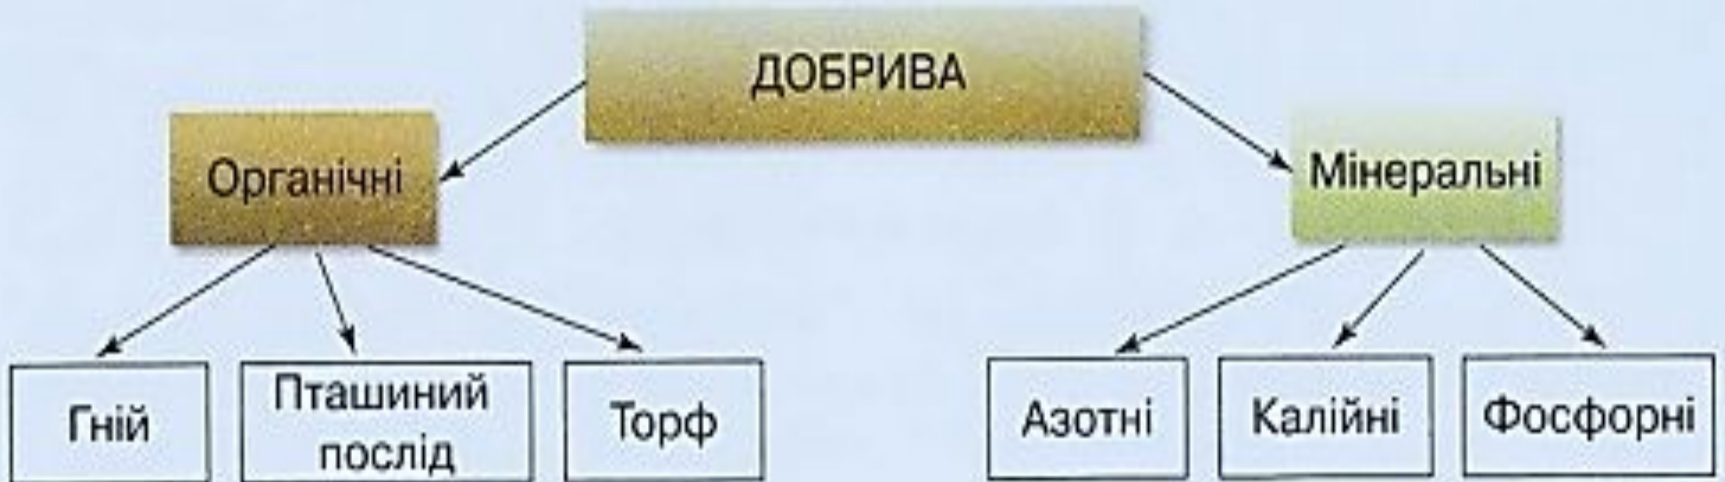 ДОБРИВА
Органічні
Мінеральні
Гній
Пташиний
послід
Торф
Азотні
Калійні
Фосфорні